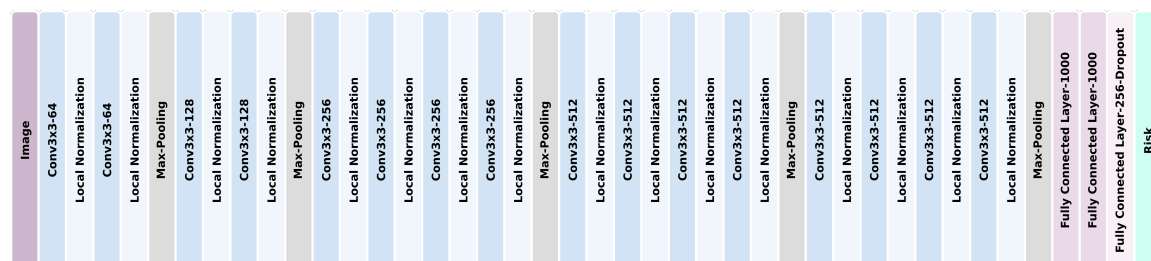 Image
Conv3x3-64
Local Normalization
Conv3x3-64
Local Normalization
Max-Pooling
Conv3x3-128
Local Normalization
Conv3x3-128
Local Normalization
Max-Pooling
Conv3x3-256
Local Normalization
Conv3x3-256
Local Normalization
Conv3x3-256
Local Normalization
Conv3x3-256
Local Normalization
Max-Pooling
Conv3x3-512
Local Normalization
Conv3x3-512
Local Normalization
Conv3x3-512
Local Normalization
Conv3x3-512
Local Normalization
Max-Pooling
Conv3x3-512
Local Normalization
Conv3x3-512
Local Normalization
Conv3x3-512
Local Normalization
Conv3x3-512
Local Normalization
Max-Pooling
Fully Connected Layer-1000
Fully Connected Layer-1000
Fully Connected Layer-256-Dropout
Risk